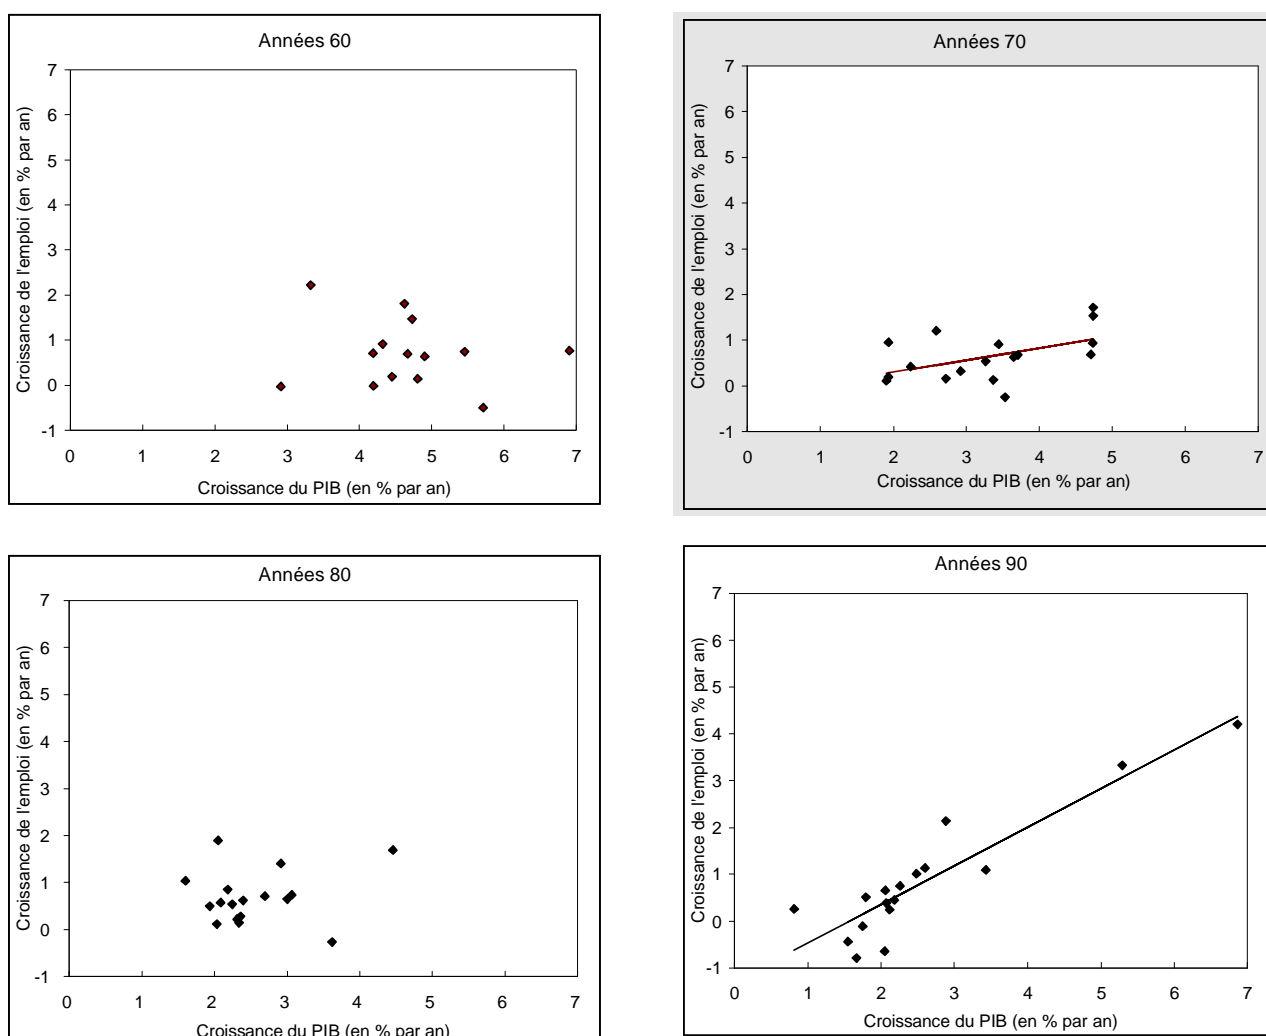 Années 60
7
6
5
4
3
2
1
0
-1
Croissance de l'emploi (en % par an)
0 1 2 3 4 5 6 7
Croissance du PIB (en % par an)
Années 70
7
6
5
4
3
2
1
0
-1
Croissance de l'emploi (en % par an)
0 1 2 3 4 5 6 7
Croissance du PIB (en % par an)
Années 80
7
6
5
4
3
2
1
0
-1
Croissance de l'emploi (en % par an)
0 1 2 3 4 5 6 7
Croissance du PIB (en % par an)
Années 90
7
6
5
4
3
2
1
0
-1
Croissance de l'emploi (en % par an)
0 1 2 3 4 5 6 7
Croissance du PIB (en % par an)